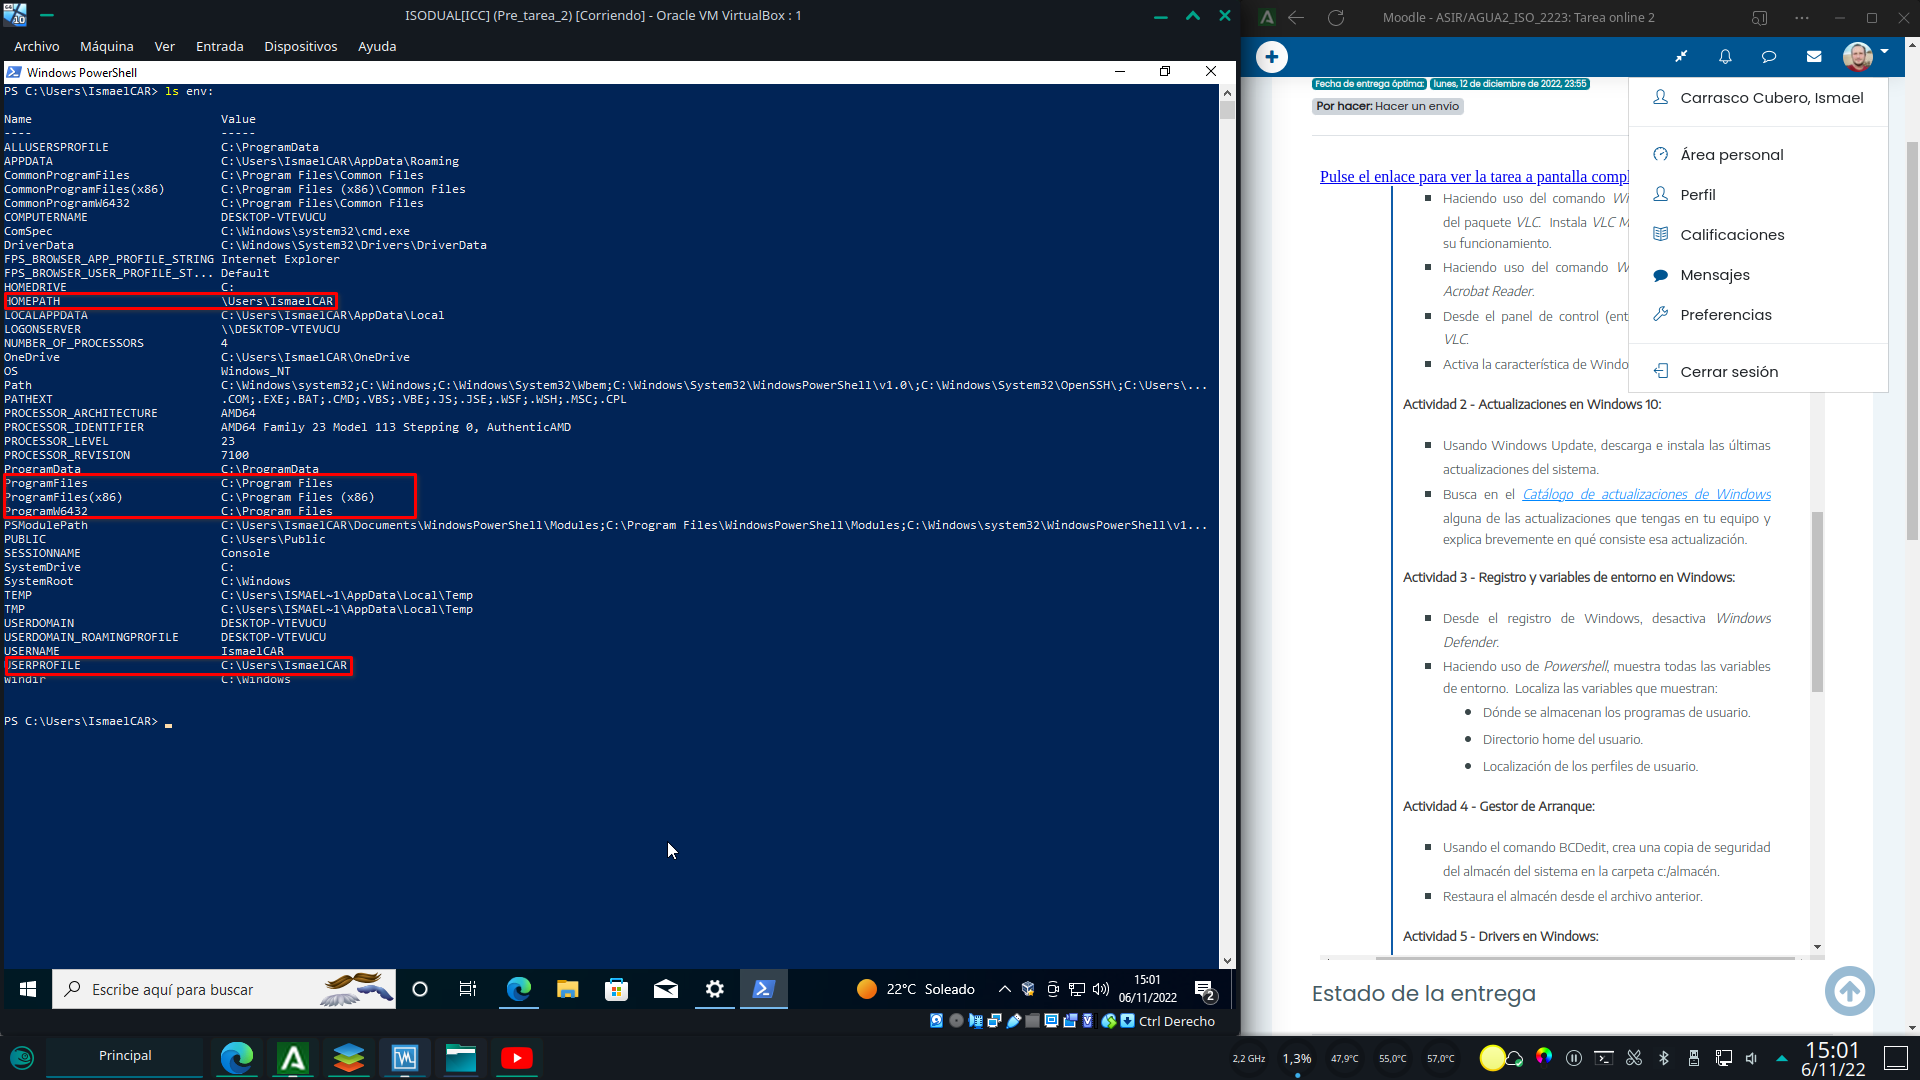 ISODUAL[ICC] (Pre_tarea_2) [Corriendo] - Oracle VM VirtualBox : 1
Archivo Máquina Ver Entrada Dispositivos Ayuda
Windows PowerShell
PS C:\Users\IsmaelCAR> ls env:
Name Value
---- -----
ALLUSERSPROFILE C:\ProgramData
APPDATA C:\Users\IsmaelCAR\AppData\Roaming
CommonProgramFiles C:\Program Files\Common Files
CommonProgramFiles(x86) C:\Program Files (x86)\Common Files
CommonProgramW6432 C:\Program Files\Common Files
COMPUTERNAME DESKTOP-VTEVUCU
ComSpec C:\Windows\system32\cmd.exe
DriverData C:\Windows\System32\Drivers\DriverData
FPS_BROWSER_APP_PROFILE_STRING Internet Explorer
FPS_BROWSER_USER_PROFILE_ST... Default
HOMEDRIVE C:
HOMEPATH \Users\IsmaelCAR
LOCALAPPDATA C:\Users\IsmaelCAR\AppData\Local
LOGONSERVER \\DESKTOP-VTEVUCU
NUMBER_OF_PROCESSORS 4
OneDrive C:\Users\IsmaelCAR\OneDrive
OS Windows_NT
Path C:\Windows\system32;C:\Windows;C:\Windows\System32\Wbem;C:\Windows\System32\WindowsPowerShell\v1.0\;C:\Windows\System32\OpenSSH\;C:\Users\...
PATHEXT .COM;.EXE;.BAT;.CMD;.VBS;.VBE;.JS;.JSE;.WSF;.WSH;.MSC;.CPL
PROCESSOR_ARCHITECTURE AMD64
PROCESSOR_IDENTIFIER AMD64 Family 23 Model 113 Stepping 0, AuthenticAMD
PROCESSOR_LEVEL 23
PROCESSOR_REVISION 7100
ProgramData C:\ProgramData
ProgramFiles C:\Program Files
ProgramFiles(x86) C:\Program Files (x86)
ProgramW6432 C:\Program Files
PSModulePath C:\Users\IsmaelCAR\Documents\WindowsPowerShell\Modules;C:\Program Files\WindowsPowerShell\Modules;C:\Windows\system32\WindowsPowerShell\v1...
PUBLIC C:\Users\Public
SESSIONNAME Console
SystemDrive C:
SystemRoot C:\Windows
TEMP C:\Users\ISMAEL~1\AppData\Local\Temp
TMP C:\Users\ISMAEL~1\AppData\Local\Temp
USERDOMAIN DESKTOP-VTEVUCU
USERDOMAIN_ROAMINGPROFILE DESKTOP-VTEVUCU
USERNAME IsmaelCAR
USERPROFILE C:\Users\IsmaelCAR
windir C:\Windows
PS C:\Users\IsmaelCAR>
Escribe aquí para buscar
22°C Soleado
15:01
06/11/2022
2
Ctrl Derecho
Moodle - ASIR/AGUA2_ISO_2223: Tarea online 2
Fecha de entrega óptima: lunes, 12 de diciembre de 2022, 23:55
Por hacer: Hacer un envío
Pulse el enlace para ver la tarea a pantalla compl
Carrasco Cubero, Ismael
Área personal
Perfil
Calificaciones
Mensajes
Preferencias
Cerrar sesión
Haciendo uso del comando Wi
del paquete VLC. Instala VLC M
su funcionamiento.
Haciendo uso del comando W
Acrobat Reader.
Desde el panel de control (ent
VLC.
Activa la característica de Windo
Actividad 2 - Actualizaciones en Windows 10:
Usando Windows Update, descarga e instala las últimas
actualizaciones del sistema.
Busca en el Catálogo de actualizaciones de Windows
alguna de las actualizaciones que tengas en tu equipo y
explica brevemente en qué consiste esa actualización.
Actividad 3 - Registro y variables de entorno en Windows:
Desde el registro de Windows, desactiva Windows
Defender.
Haciendo uso de Powershell, muestra todas las variables
de entorno. Localiza las variables que muestran:
Dónde se almacenan los programas de usuario.
Directorio home del usuario.
Localización de los perfiles de usuario.
Actividad 4 - Gestor de Arranque:
Usando el comando BCDedit, crea una copia de seguridad
del almacén del sistema en la carpeta c:/almacén.
Restaura el almacén desde el archivo anterior.
Actividad 5 - Drivers en Windows:
Estado de la entrega
Principal
2,2 GHz 1,3% 47,9°C 55,0°C 57,0°C
15:01
6/11/22